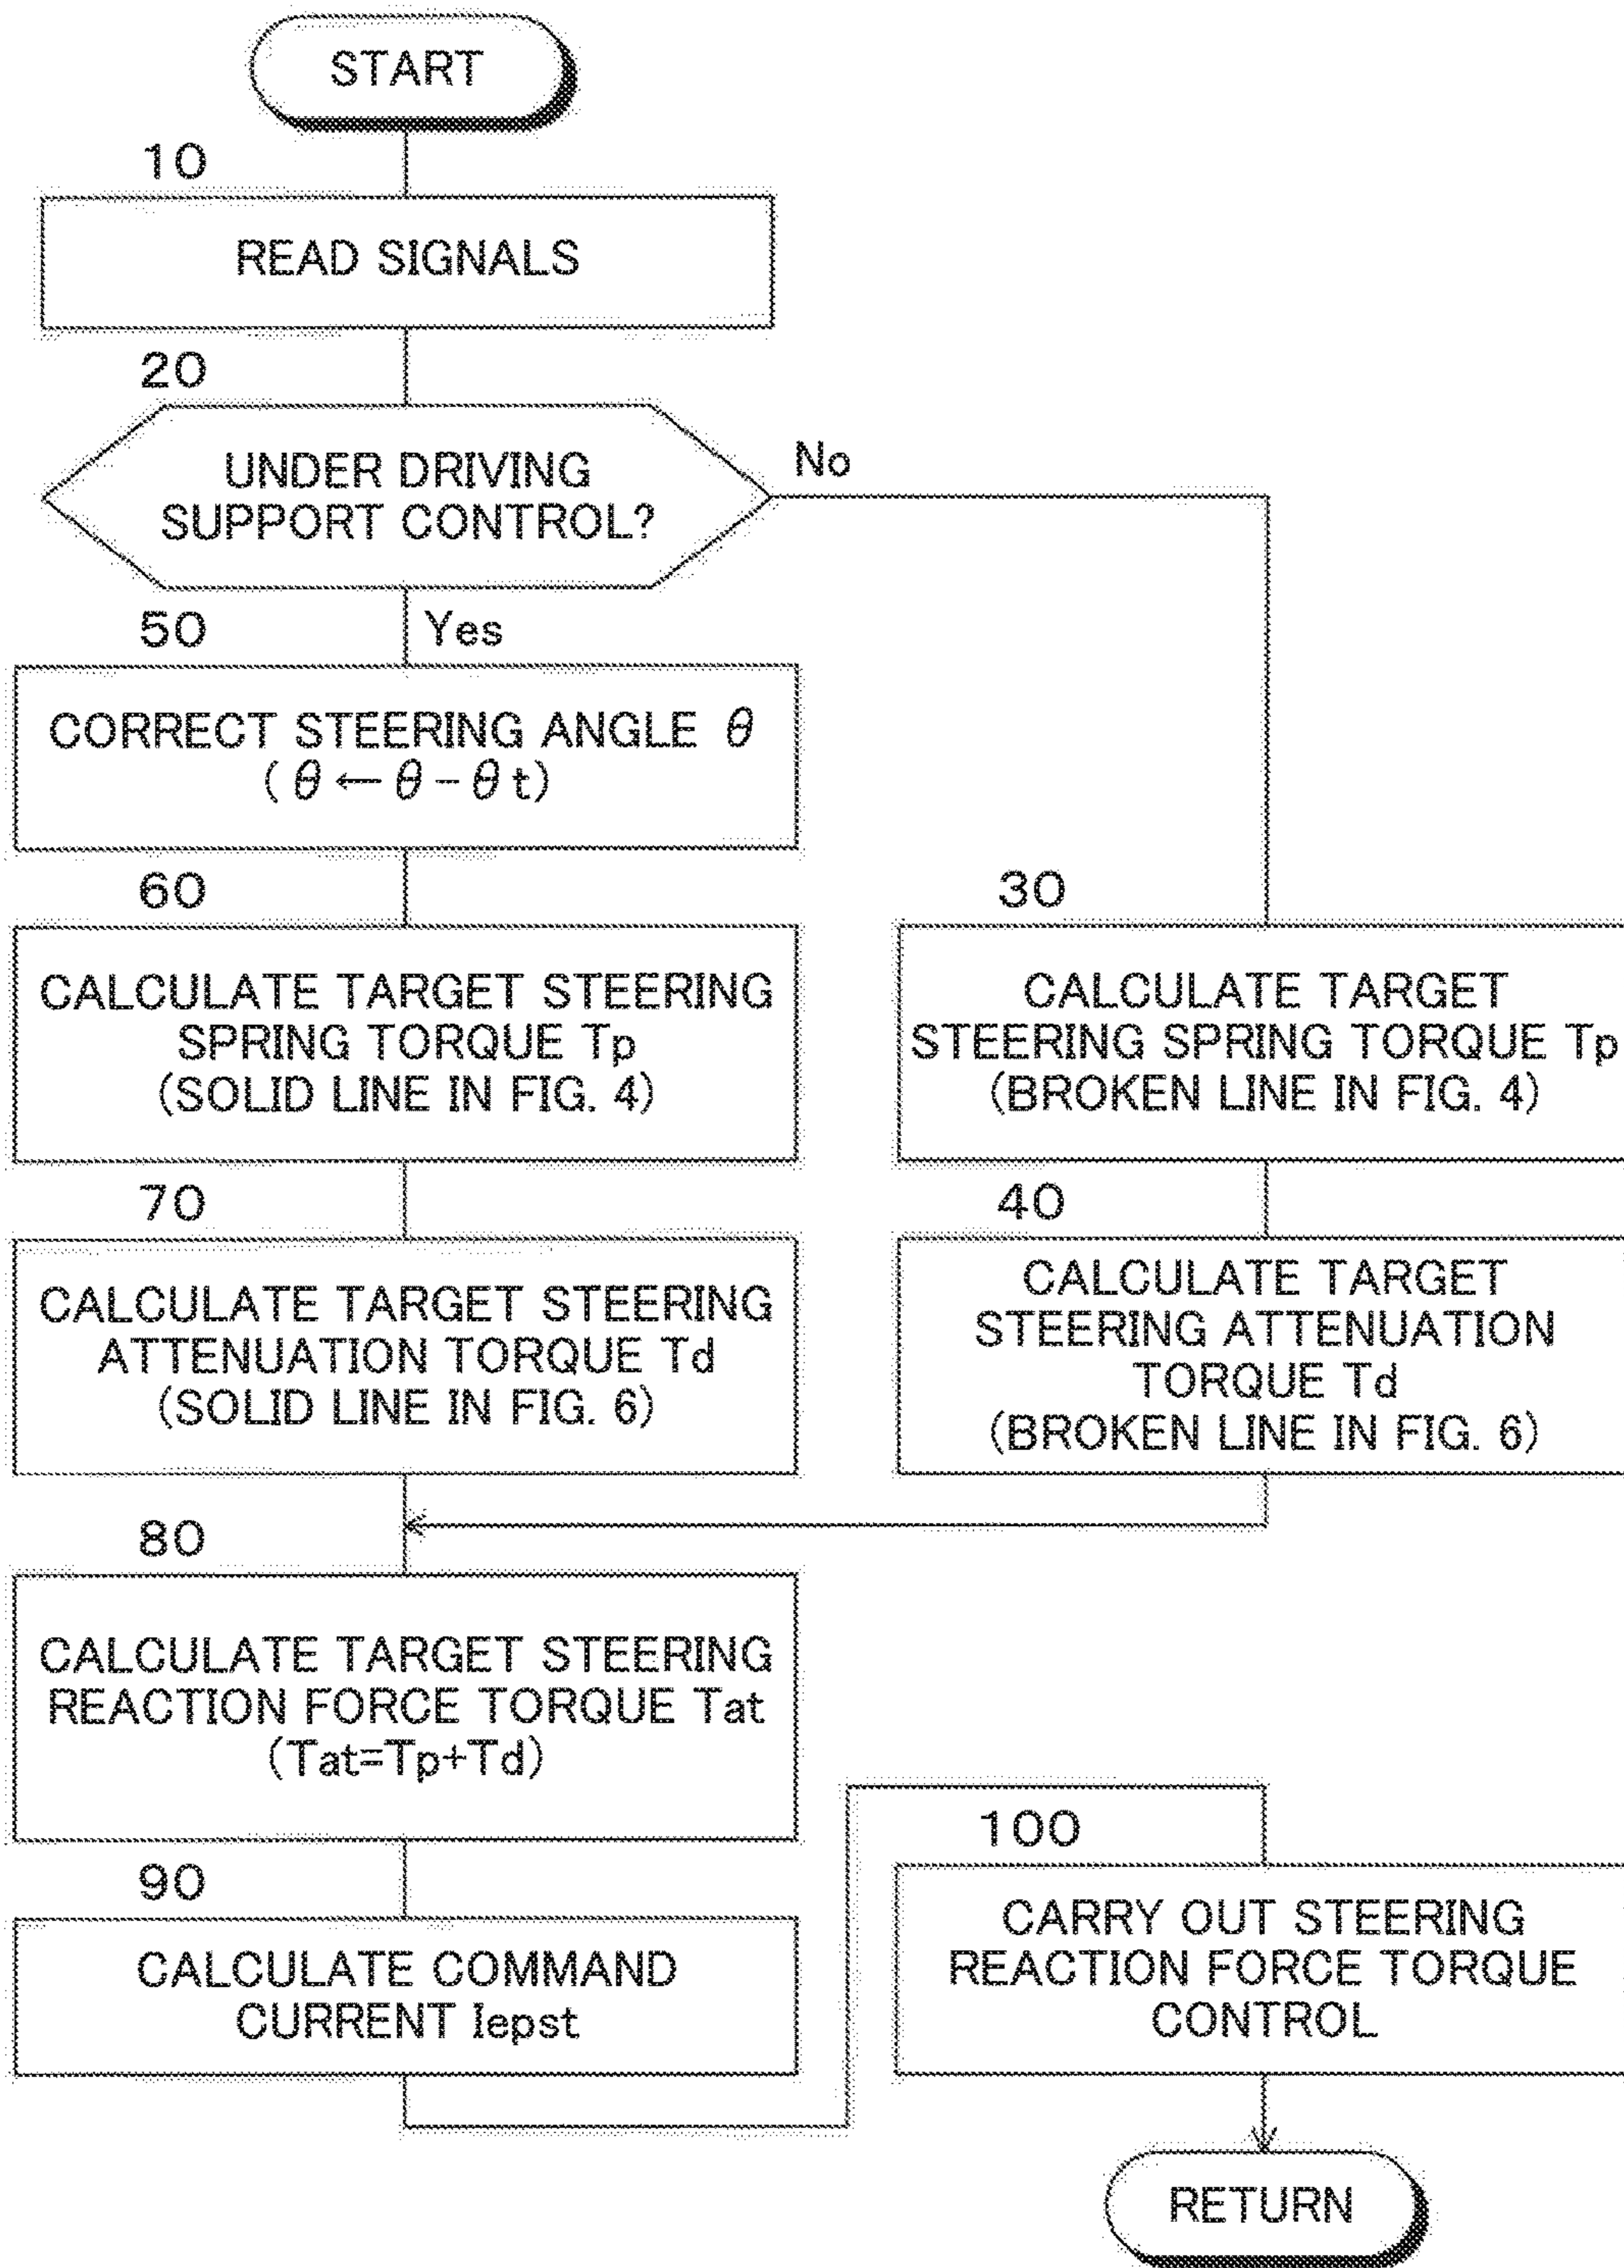 START
10
READ SIGNALS
20
UNDER DRIVING
SUPPORT CONTROL?
No
50
Yes
CORRECT STEERING ANGLE θ
(θ←θ-θt)
60
CALCULATE TARGET STEERING
SPRING TORQUE Tp
(SOLID LINE IN FIG. 4)
70
CALCULATE TARGET STEERING
ATTENUATION TORQUE Td
(SOLID LINE IN FIG. 6)
30
CALCULATE TARGET
STEERING SPRING TORQUE Tp
(BROKEN LINE IN FIG. 4)
40
CALCULATE TARGET
STEERING ATTENUATION
TORQUE Td
(BROKEN LINE IN FIG. 6)
80
CALCULATE TARGET STEERING
REACTION FORCE TORQUE Tat
(Tat=Tp+Td)
90
CALCULATE COMMAND
CURRENT Iepst
100
CARRY OUT STEERING
REACTION FORCE TORQUE
CONTROL
RETURN